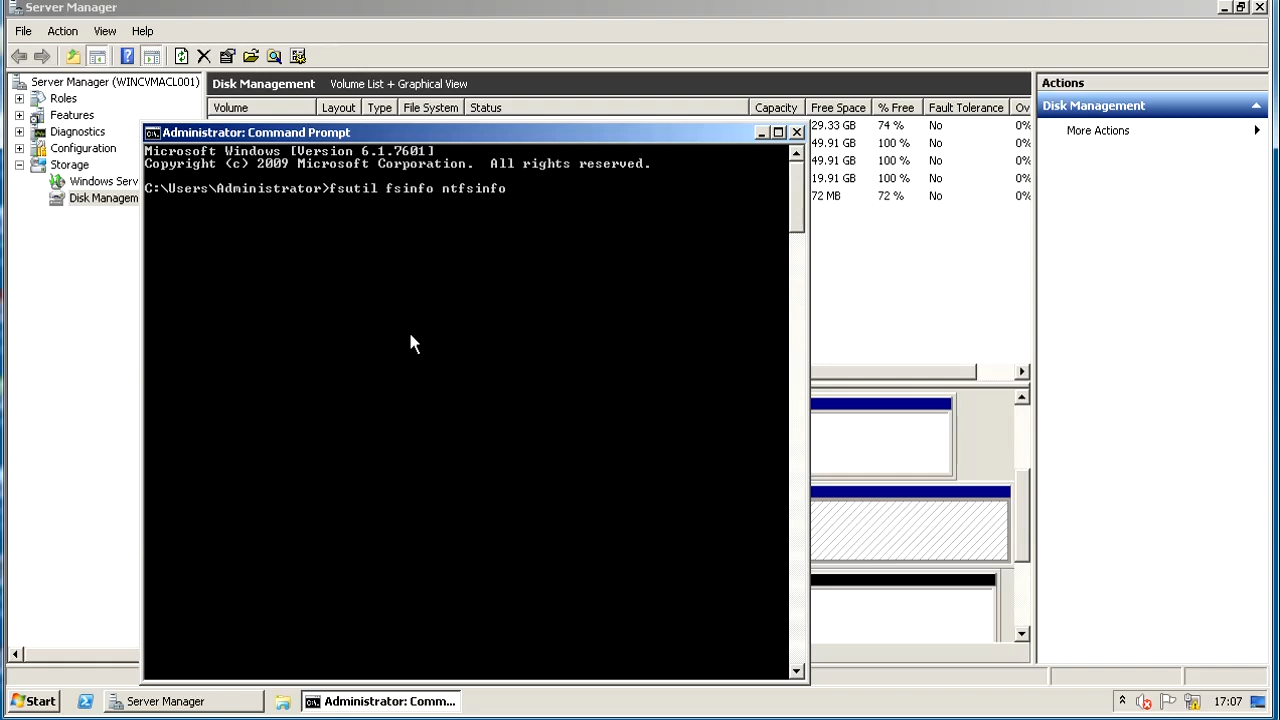 Server Manager
File Action View Help
Server Manager (WINCVMACL001)
Roles
Features
Diagnostics
Configuration
Storage
Windows Serv
Disk Managem
Disk Management Volume List + Graphical View
Volume Layout Type File System Status Capacity Free Space % Free Fault Tolerance Ov
29.33 GB 74 % No 0%
49.91 GB 100 % No 0%
49.91 GB 100 % No 0%
19.91 GB 100 % No 0%
72 MB 72 % No 0%
Actions
Disk Management
More Actions
Administrator: Command Prompt
Microsoft Windows [Version 6.1.7601]
Copyright (c) 2009 Microsoft Corporation. All rights reserved.
C:\Users\Administrator>fsutil fsinfo ntfsinfo
Start Server Manager Administrator: Comm... 17:07